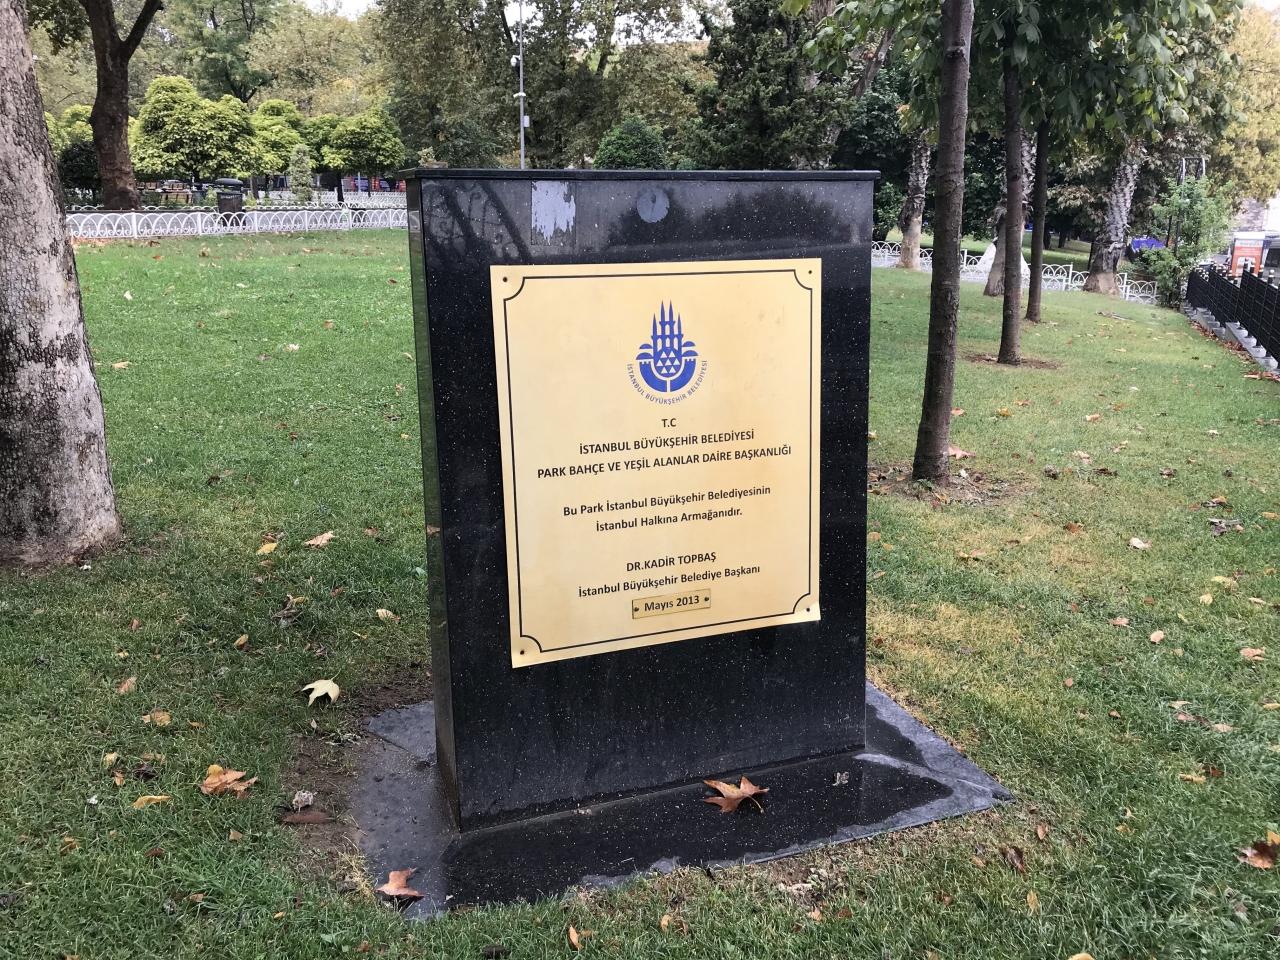 İSTANBUL BÜYÜKŞEHİR BELEDİYESİ
T.C
İSTANBUL BÜYÜKŞEHİR BELEDİYESİ
PARK BAHÇE VE YEŞİL ALANLAR DAİRE BAŞKANLIĞI
Bu Park İstanbul Büyükşehir Belediyesinin
İstanbul Halkına Armağanıdır.
DR.KADİR TOPBAŞ
İstanbul Büyükşehir Belediye Başkanı
Mayıs 2013